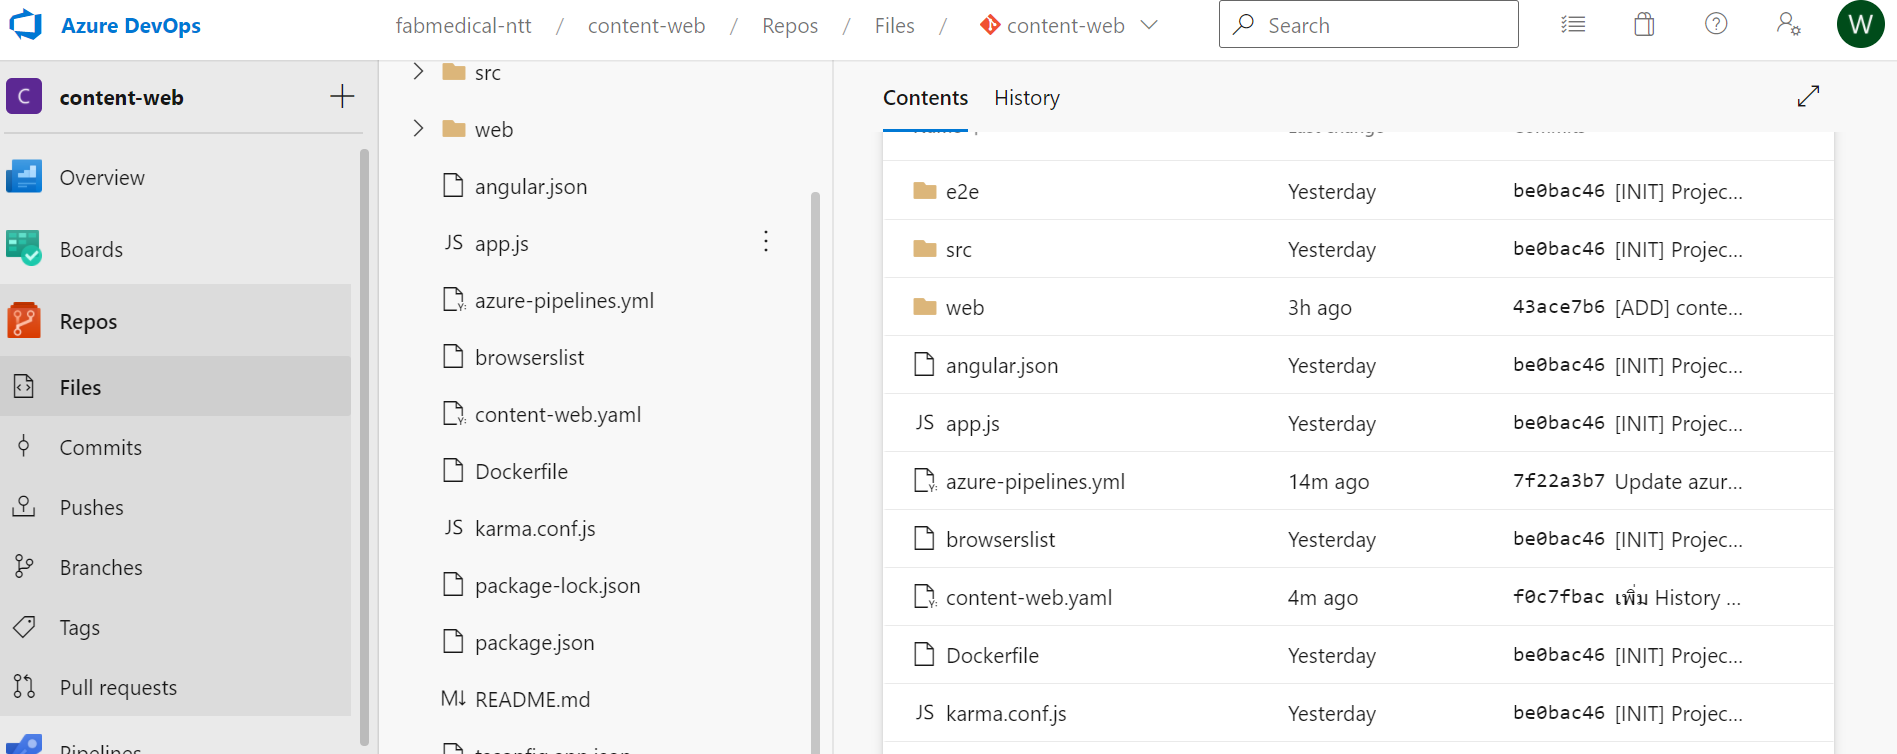 Azure DevOps
fabmedical-ntt / content-web / Repos / Files / content-web
Search
W
C content-web
Overview
Boards
Repos
Files
Commits
Pushes
Branches
Tags
Pull requests
Pipelines
src
web
angular.json
JS app.js
azure-pipelines.yml
browserslist
content-web.yaml
Dockerfile
JS karma.conf.js
package-lock.json
package.json
M↓ README.md
tsconfig.app.json
Contents History
Name ↑ Last change Commits
e2e Yesterday be0bac46 [INIT] Projec...
src Yesterday be0bac46 [INIT] Projec...
web 3h ago 43ace7b6 [ADD] conte...
angular.json Yesterday be0bac46 [INIT] Projec...
JS app.js Yesterday be0bac46 [INIT] Projec...
azure-pipelines.yml 14m ago 7f22a3b7 Update azur...
browserslist Yesterday be0bac46 [INIT] Projec...
content-web.yaml 4m ago f0c7fbac เพิ่ม History ...
Dockerfile Yesterday be0bac46 [INIT] Projec...
JS karma.conf.js Yesterday be0bac46 [INIT] Projec...